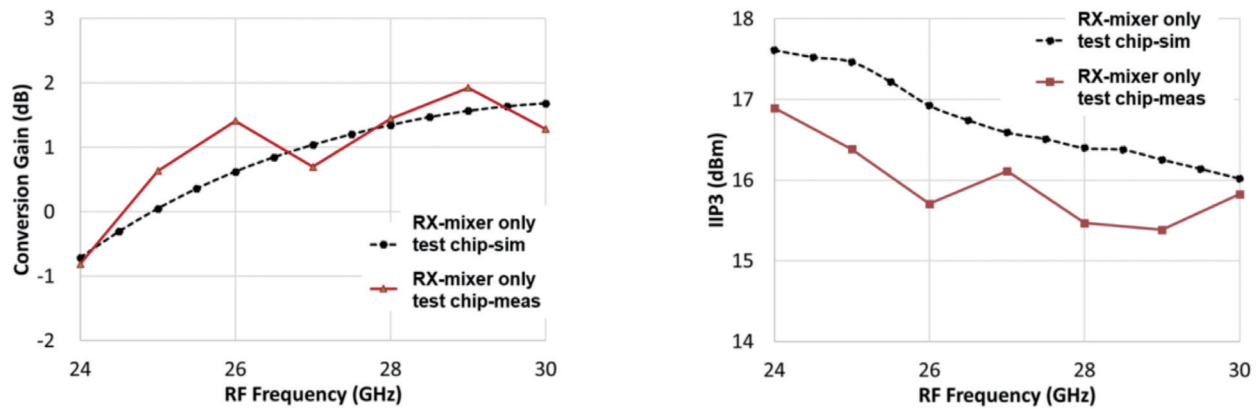 3
2
1
0
-1
-2
Conversion Gain (dB)
RX-mixer only
test chip-sim
RX-mixer only
test chip-meas
24
26
28
30
RF Frequency (GHz)
18
17
16
15
14
IIP3 (dBm)
RX-mixer only
test chip-sim
RX-mixer only
test chip-meas
24
26
28
30
RF Frequency (GHz)